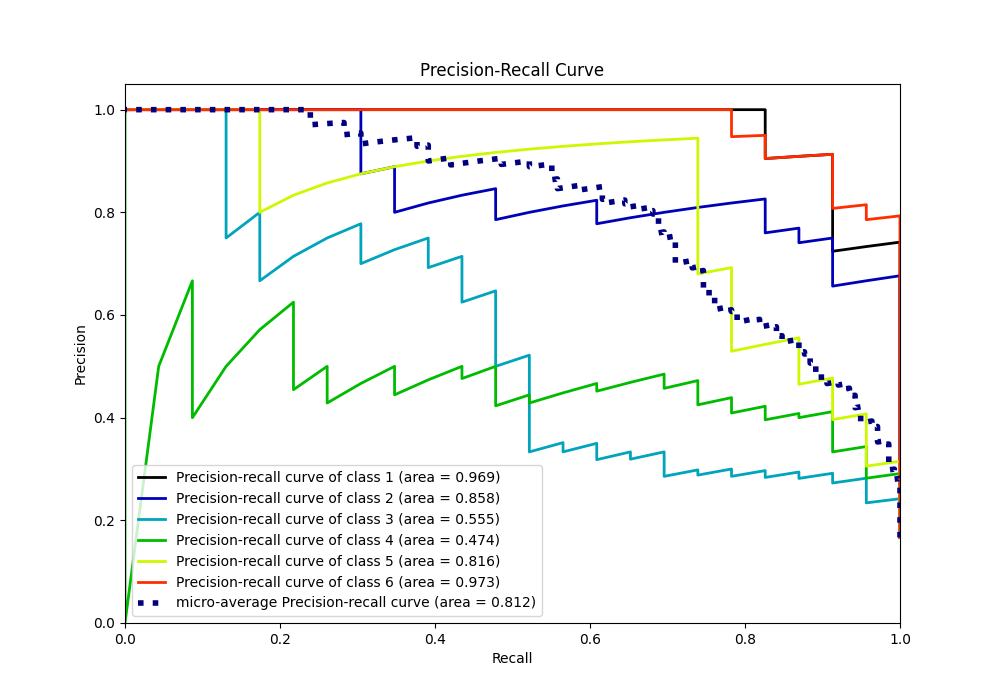 Precision-Recall Curve
1.0
0.8
0.6
0.4
0.2
0.0
Precision
Precision-recall curve of class 1 (area = 0.969)
Precision-recall curve of class 2 (area = 0.858)
Precision-recall curve of class 3 (area = 0.555)
Precision-recall curve of class 4 (area = 0.474)
Precision-recall curve of class 5 (area = 0.816)
Precision-recall curve of class 6 (area = 0.973)
micro-average Precision-recall curve (area = 0.812)
0.0 0.2 0.4 0.6 0.8 1.0
Recall